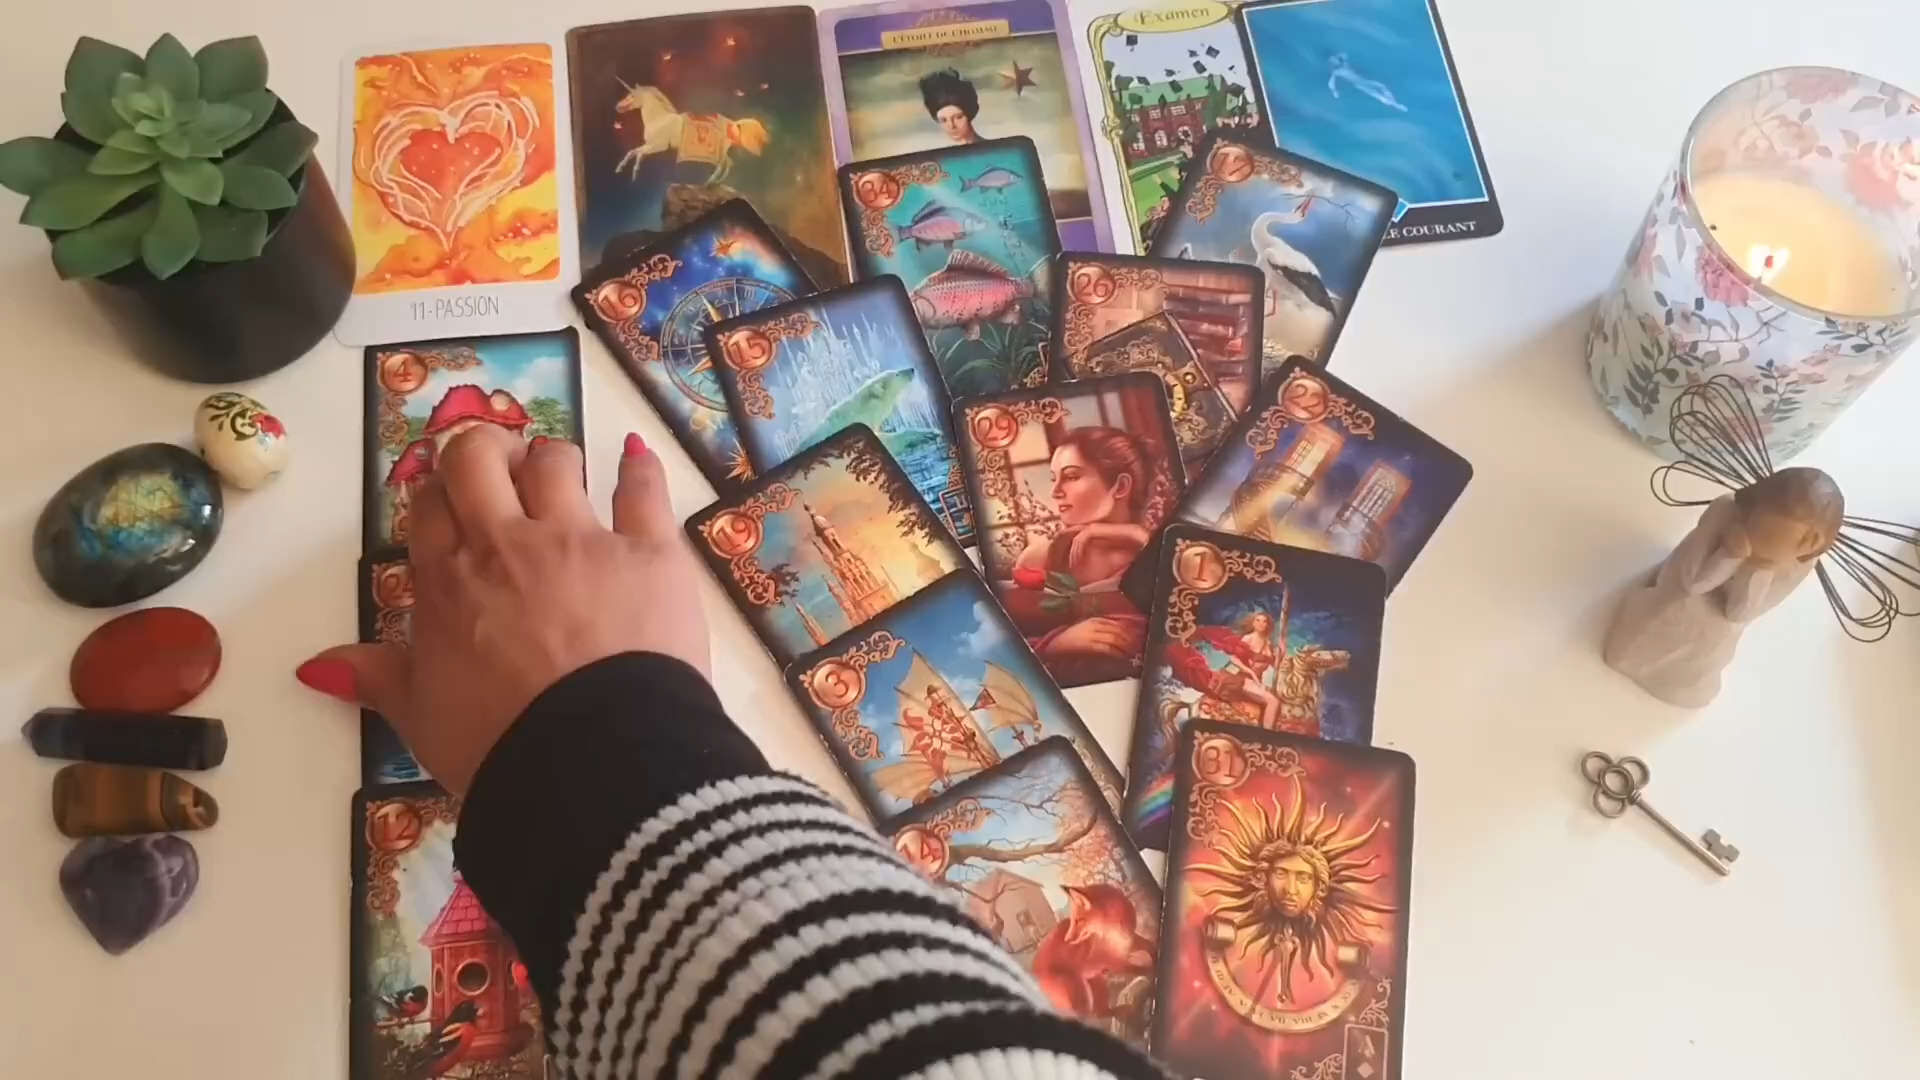 L'ÉTOILE DE L'HOMME
Examen
LE COURANT
11-PASSION
34
16
26
15
4
29
19
1
3
31
12